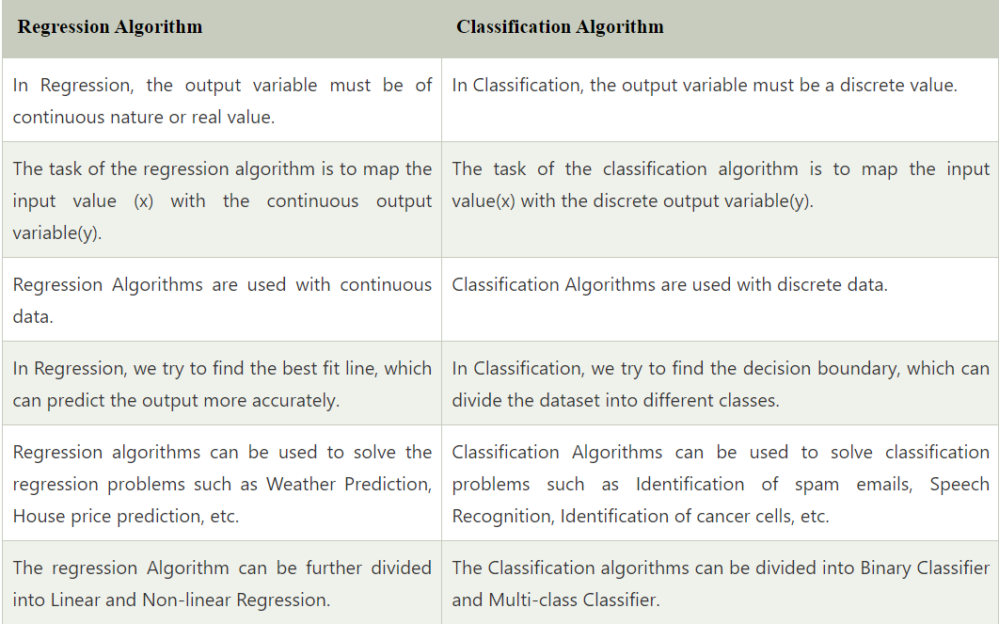 Regression Algorithm
Classification Algorithm
In Regression, the output variable must be of
continuous nature or real value.
In Classification, the output variable must be a discrete value.
The task of the regression algorithm is to map the
input value (x) with the continuous output
variable(y).
The task of the classification algorithm is to map the input
value(x) with the discrete output variable(y).
Regression Algorithms are used with continuous
data.
Classification Algorithms are used with discrete data.
In Regression, we try to find the best fit line, which
can predict the output more accurately.
In Classification, we try to find the decision boundary, which can
divide the dataset into different classes.
Regression algorithms can be used to solve the
regression problems such as Weather Prediction,
House price prediction, etc.
Classification Algorithms can be used to solve classification
problems such as Identification of spam emails, Speech
Recognition, Identification of cancer cells, etc.
The regression Algorithm can be further divided
into Linear and Non-linear Regression.
The Classification algorithms can be divided into Binary Classifier
and Multi-class Classifier.